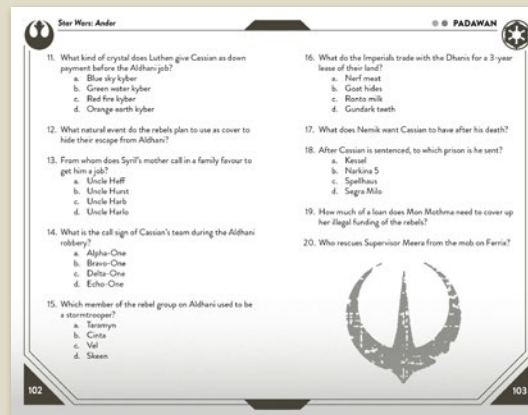 Star Wars: Andor
11. What kind of crystal does Luthen give Cassian as down
payment before the Aldhani job?
a. Blue sky kyber
b. Green water kyber
c. Red fire kyber
d. Orange earth kyber
12. What natural event do the rebels plan to use as cover to
hide their escape from Aldhani?
13. From whom does Syril's mother call in a family favour to
get him a job?
a. Uncle Heff
b. Uncle Hurst
c. Uncle Harb
d. Uncle Harlo
14. What is the call sign of Cassian's team during the Aldhani
robbery?
a. Alpha-One
b. Bravo-One
c. Delta-One
d. Echo-One
15. Which member of the rebel group on Aldhani used to be
a stormtrooper?
a. Taramyn
b. Cinta
c. Vel
d. Skeen
102
PADAWAN
16. What do the Imperials trade with the Dhanis for a 3-year
lease of their land?
a. Nerf meat
b. Goat hides
c. Ronto milk
d. Gundark teeth
17. What does Nemik want Cassian to have after his death?
18. After Cassian is sentenced, to which prison is he sent?
a. Kessel
b. Narkina 5
c. Spellhaus
d. Segra Milo
19. How much of a loan does Mon Mothma need to cover up
her illegal funding of the rebels?
20. Who rescues Supervisor Meero from the mob on Ferrix?
103